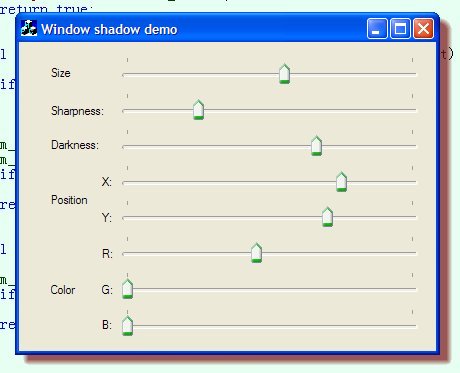 return true;
Window shadow demo
l
t)
Size
if
Sharpness:
m_
Darkness:
m_
if
X:
Position
re
Y:
l
R:
m_
Color G:
if
re
B: